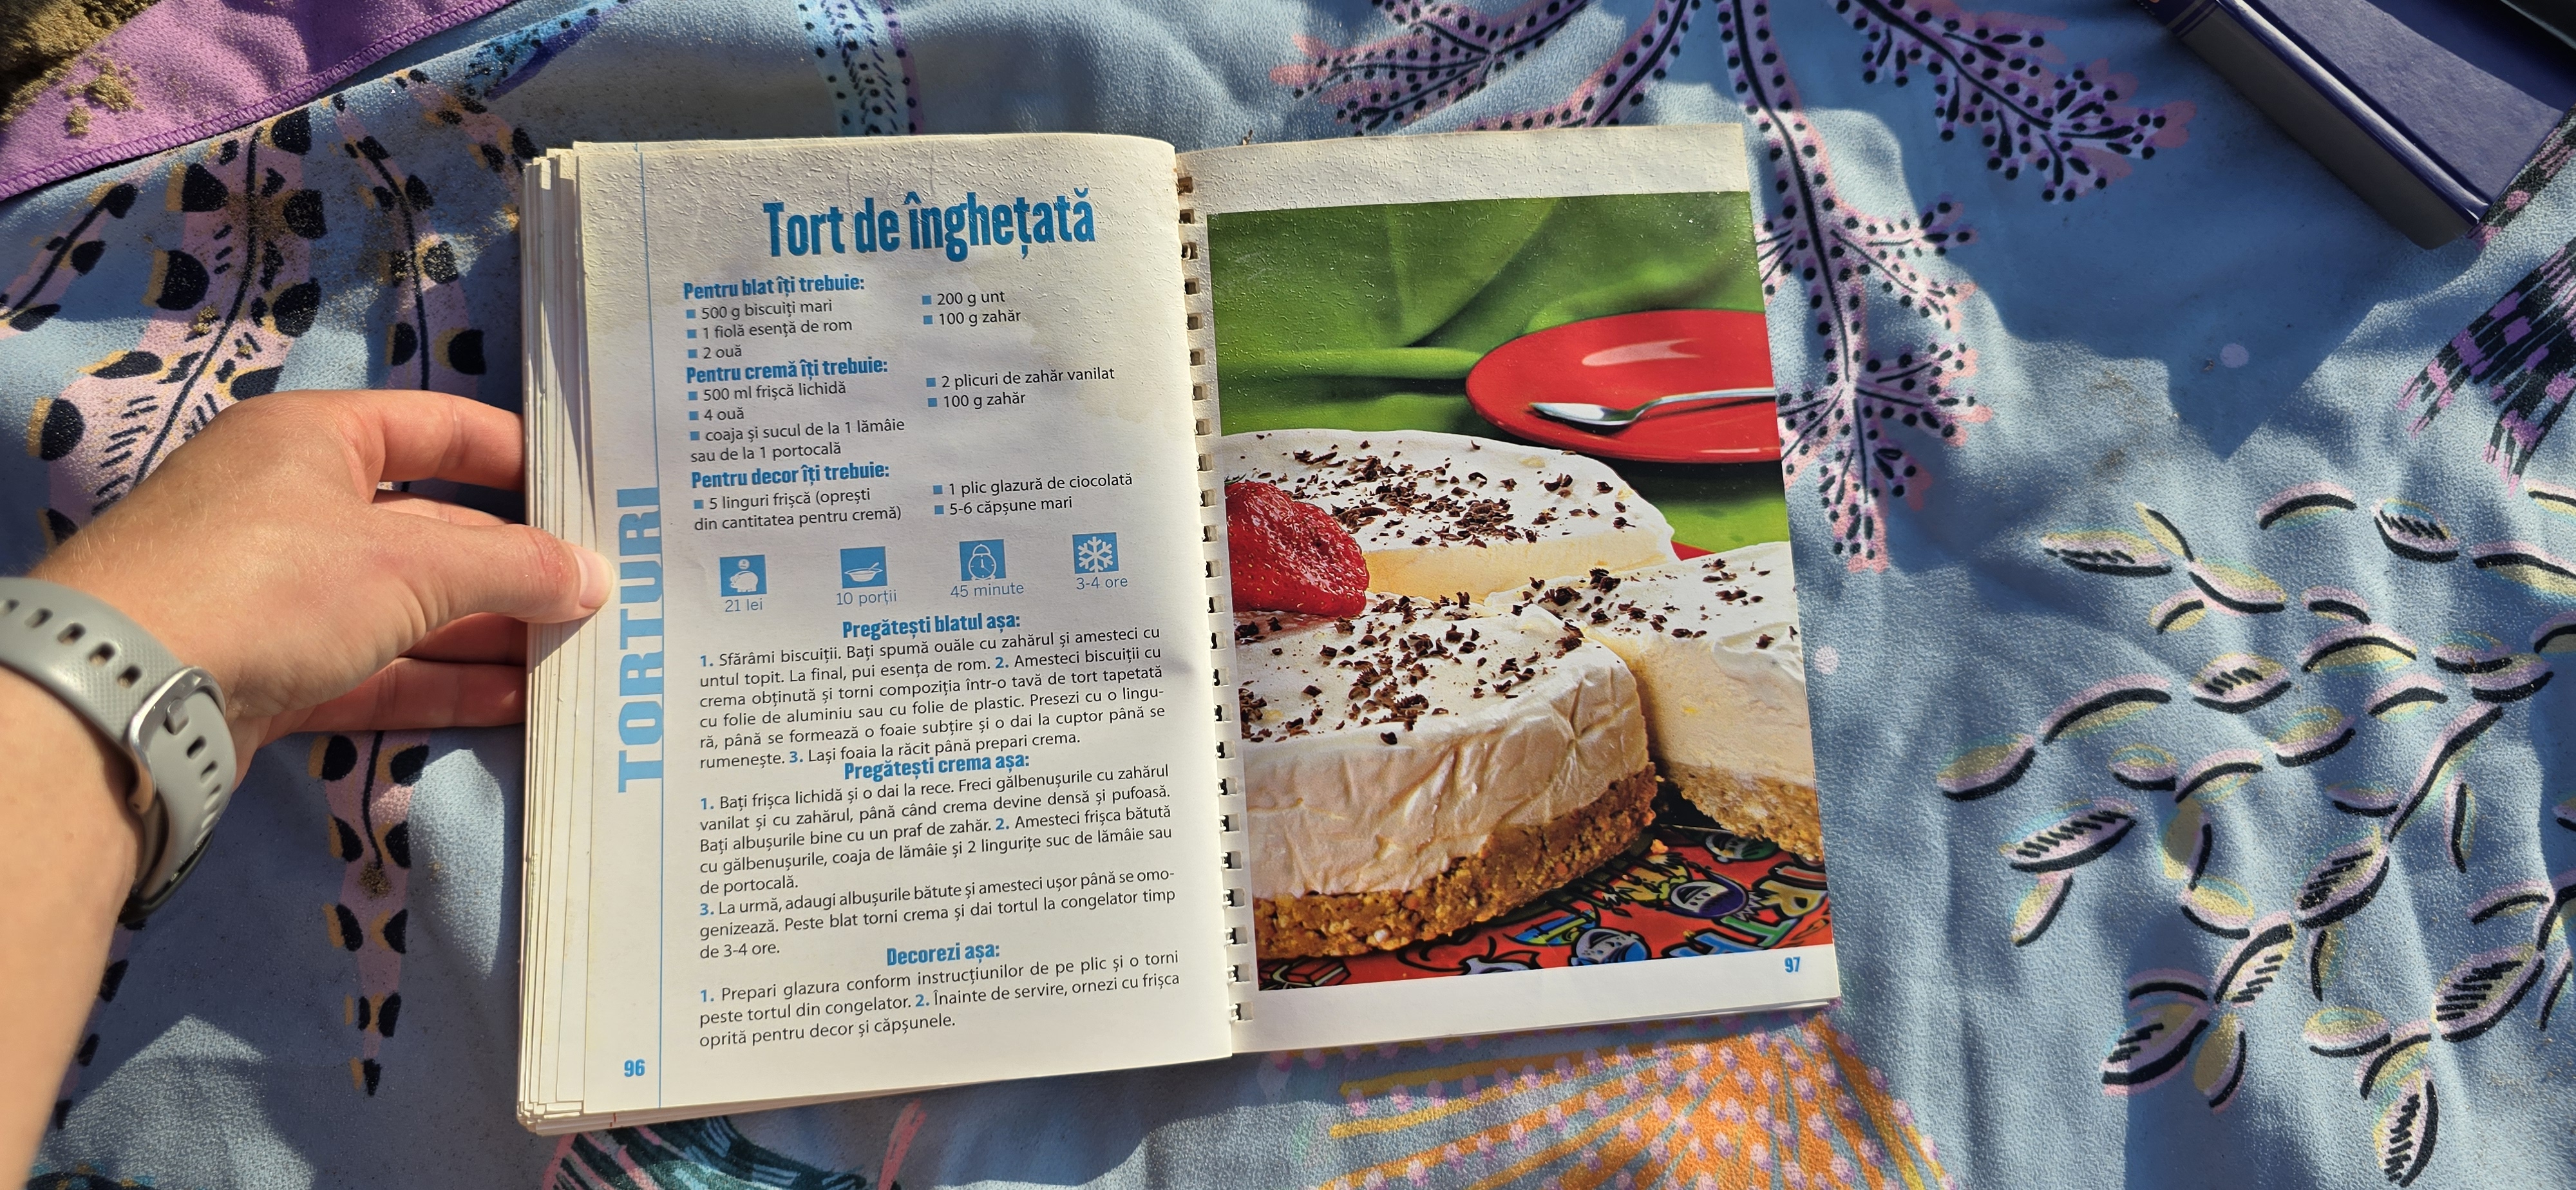 Tort de înghețată
Pentru blat îți trebuie:
■ 500 g biscuiți mari
■ 1 fiolă esență de rom
■ 2 ouă
■ 200 g unt
■ 100 g zahăr
Pentru cremă îți trebuie:
■ 500 ml frișcă lichidă
■ 4 ouă
■ coaja și sucul de la 1 lămâie
sau de la 1 portocală
■ 2 plicuri de zahăr vanilat
■ 100 g zahăr
Pentru decor îți trebuie:
■ 5 linguri frișcă (oprești
din cantitatea pentru cremă)
■ 1 plic glazură de ciocolată
■ 5-6 căpșune mari
21 lei
10 porții
45 minute
3-4 ore
Pregătești blatul așa:
1. Sfărâmi biscuiții. Bați spumă ouăle cu zahărul și amesteci cu
untul topit. La final, pui esența de rom. 2. Amesteci biscuiții cu
crema obținută și torni compoziția într-o tavă de tort tapetată
cu folie de aluminiu sau cu folie de plastic. Presezi cu o lingu-
ră, până se formează o foaie subțire și o dai la cuptor până se
rumenește. 3. Lași foaia la răcit până prepari crema.
Pregătești crema așa:
1. Bați frișca lichidă și o dai la rece. Freci gălbenușurile cu zahărul
vanilat și cu zahărul, până când crema devine densă și pufoasă.
Bați albușurile bine cu un praf de zahăr. 2. Amesteci frișca bătută
cu gălbenușurile, coaja de lămâie și 2 lingurițe suc de lămâie sau
de portocală.
3. La urmă, adaugi albușurile bătute și amesteci ușor până se omo-
genizează. Peste blat torni crema și dai tortul la congelator timp
de 3-4 ore.
Decorezi așa:
1. Prepari glazura conform instrucțiunilor de pe plic și o torni
peste tortul din congelator. 2. Înainte de servire, ornezi cu frișca
oprită pentru decor și căpșunele.
TORTURI
96
97